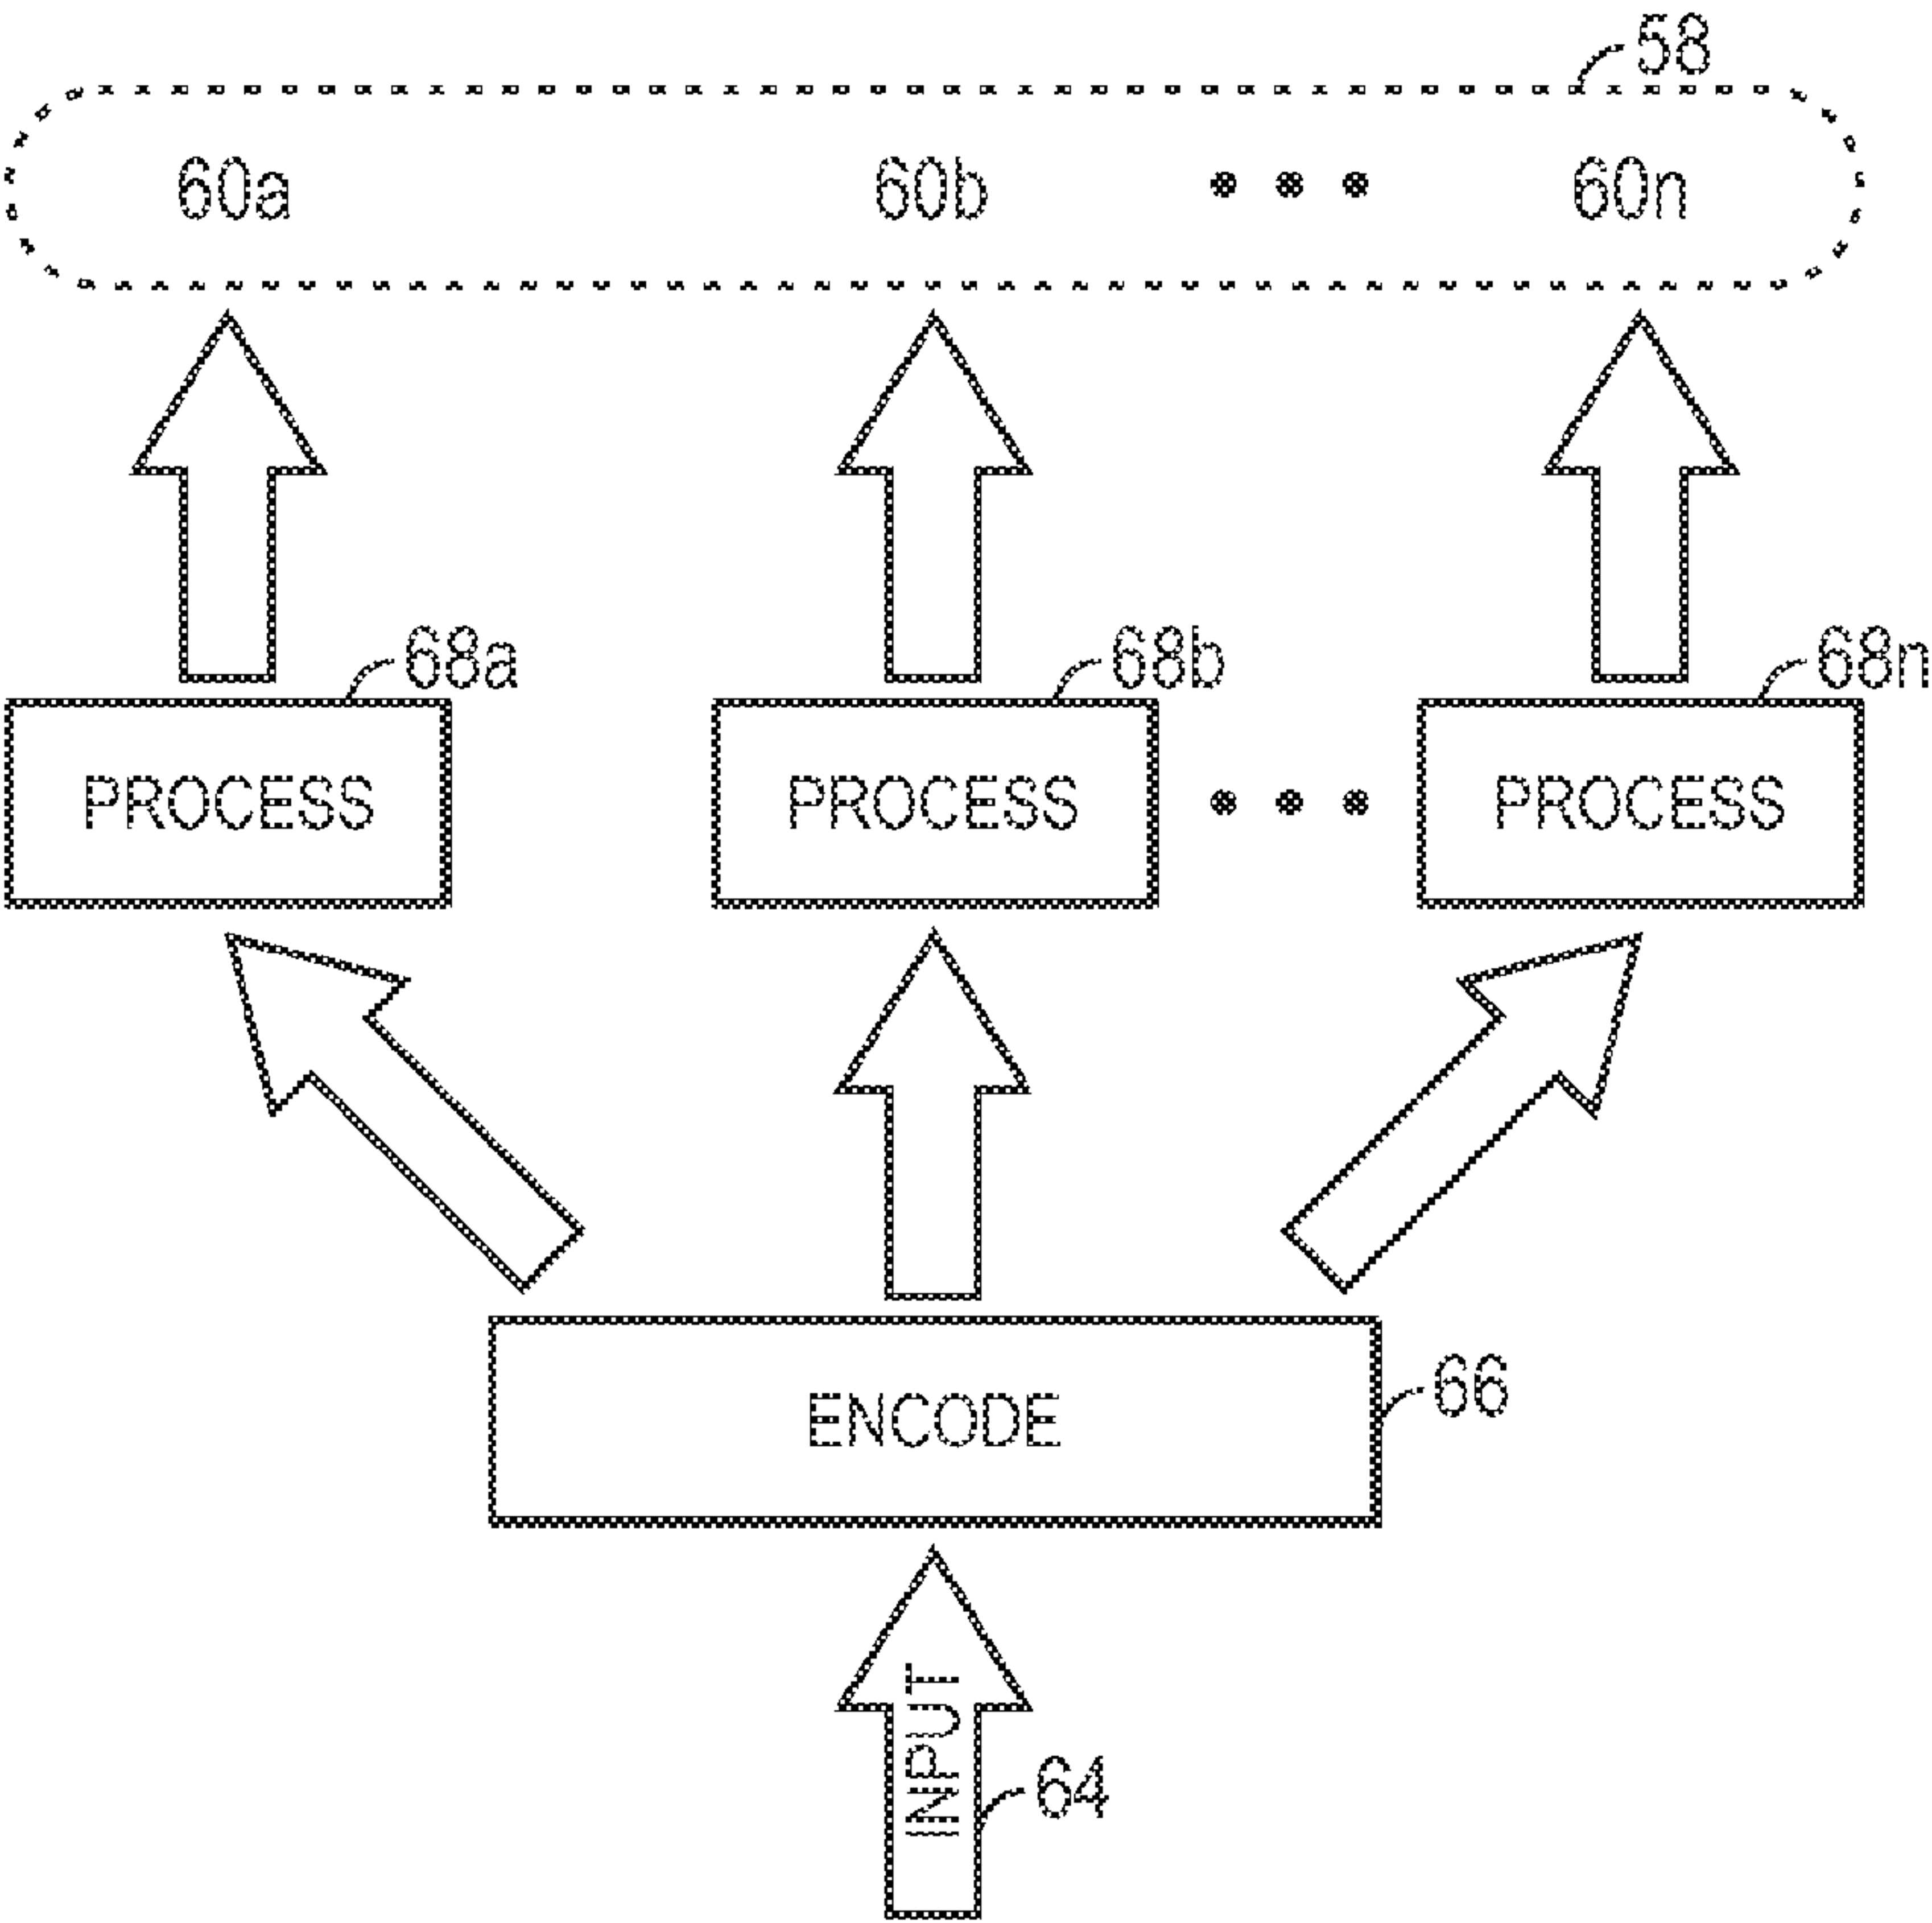 58
60a 60b 60n
68a 68b 68n
PROCESS PROCESS PROCESS
ENCODE
66
INPUT
64